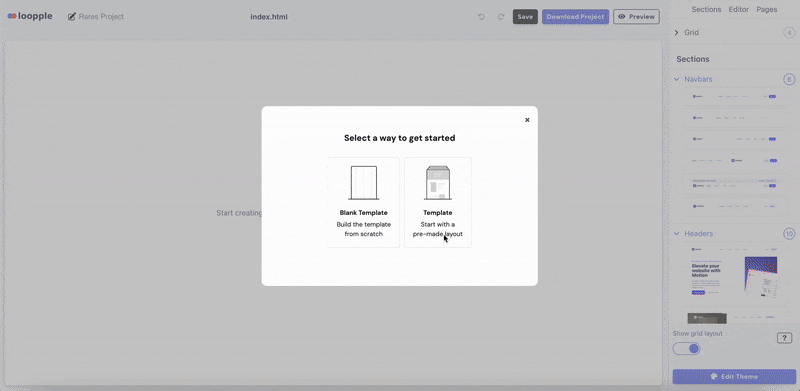 loopple
Rares Project
index.html
Save
Download Project
Preview
Sections Editor Pages
Grid
4
Sections
Navbars
6
Select a way to get started
Blank Template
Build the template
from scratch
Template
Start with a
pre-made layout
Start creating
Headers
10
Elevate your
website with
Motion
Show grid layout
?
Edit Theme